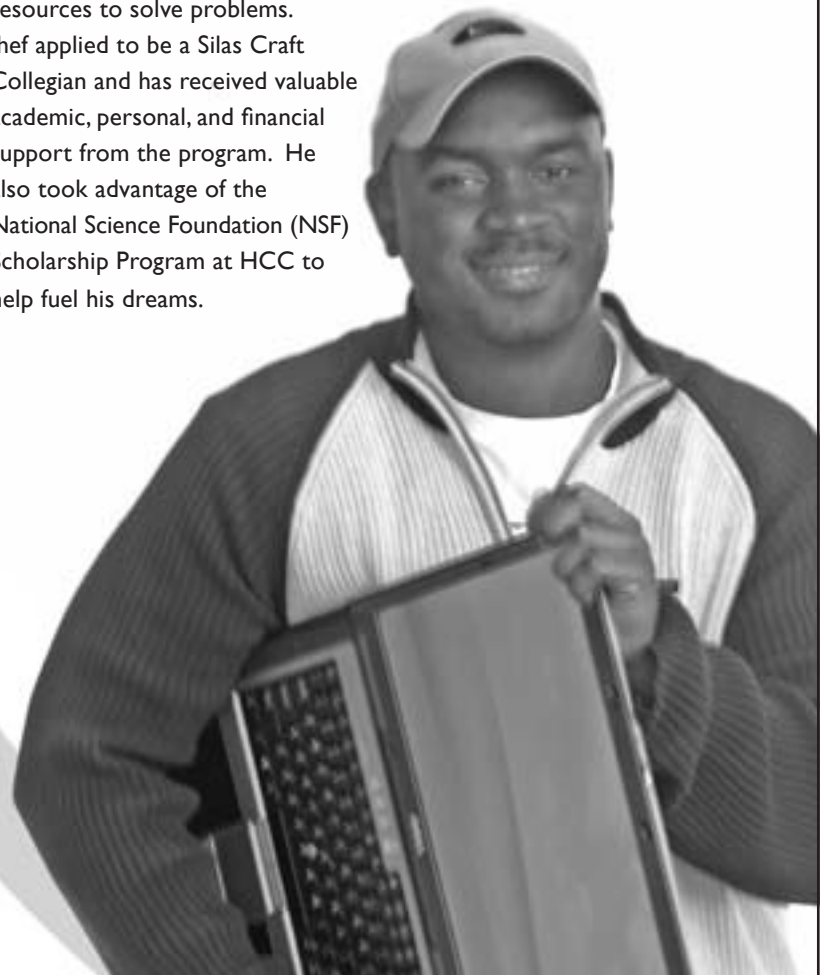 esources to solve problems.
hef applied to be a Silas Craft
Collegian and has received valuable
cademic, personal, and financial
upport from the program. He
lso took advantage of the
National Science Foundation (NSF)
Scholarship Program at HCC to
elp fuel his dreams.